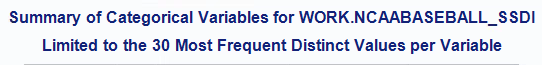 Summary of Categorical Variables for WORK.NCAABASEBALL_SSDI
Limited to the 30 Most Frequent Distinct Values per Variable